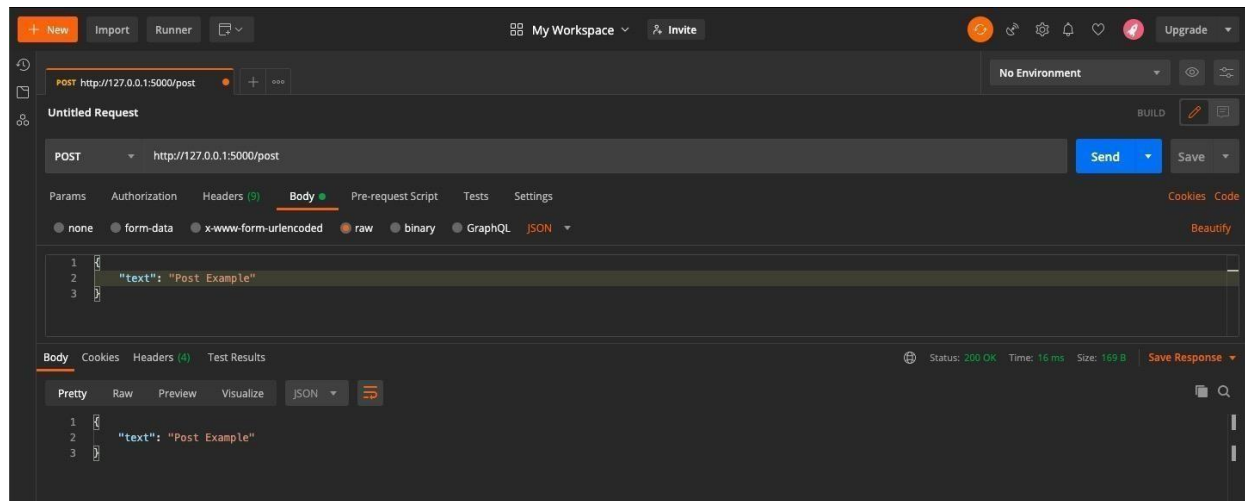 + New Import Runner My Workspace Invite Upgrade
POST http://127.0.0.1:5000/post + ooo No Environment
Untitled Request BUILD
POST http://127.0.0.1:5000/post Send Save
Params Authorization Headers (9) Body Pre-request Script Tests Settings Cookies Code
none form-data x-www-form-urlencoded raw binary GraphQL JSON Beautify
1 {
2 "text": "Post Example"
3 }
Body Cookies Headers (4) Test Results Status: 200 OK Time: 16 ms Size: 169 B Save Response
Pretty Raw Preview Visualize JSON
1 {
2 "text": "Post Example"
3 }